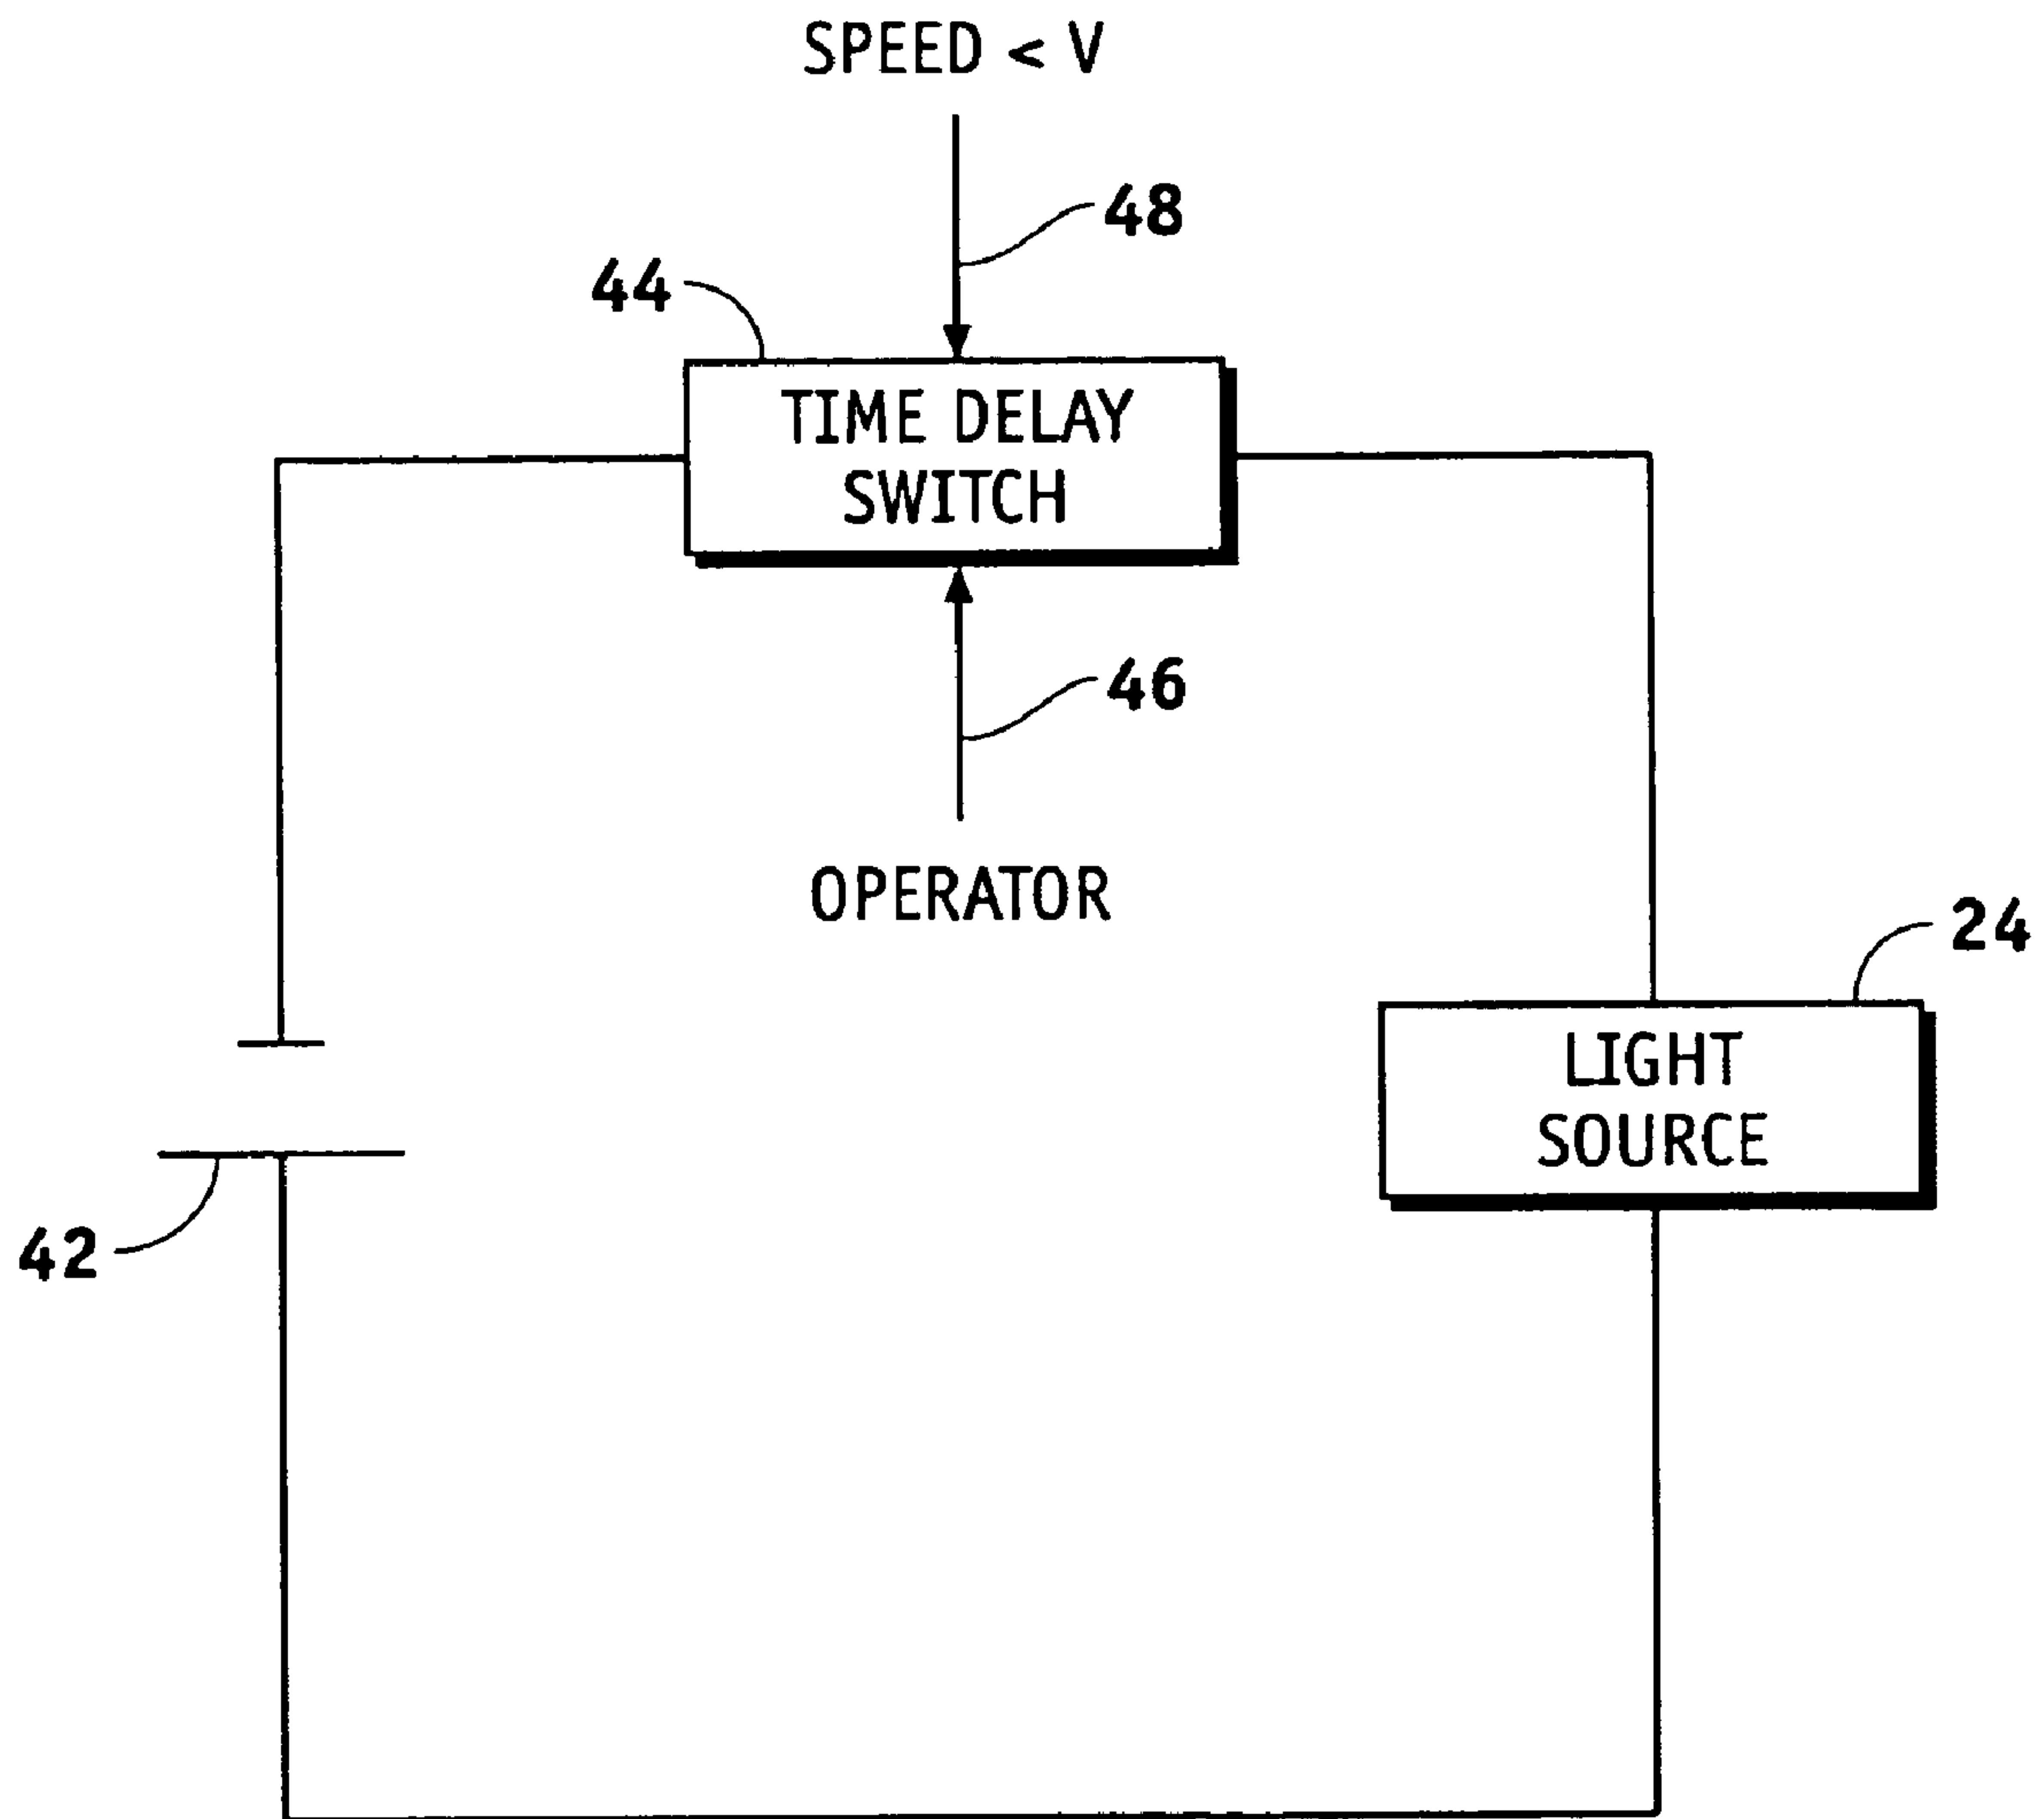 SPEED < V
48
44
TIME DELAY
SWITCH
46
OPERATOR
24
LIGHT
SOURCE
42